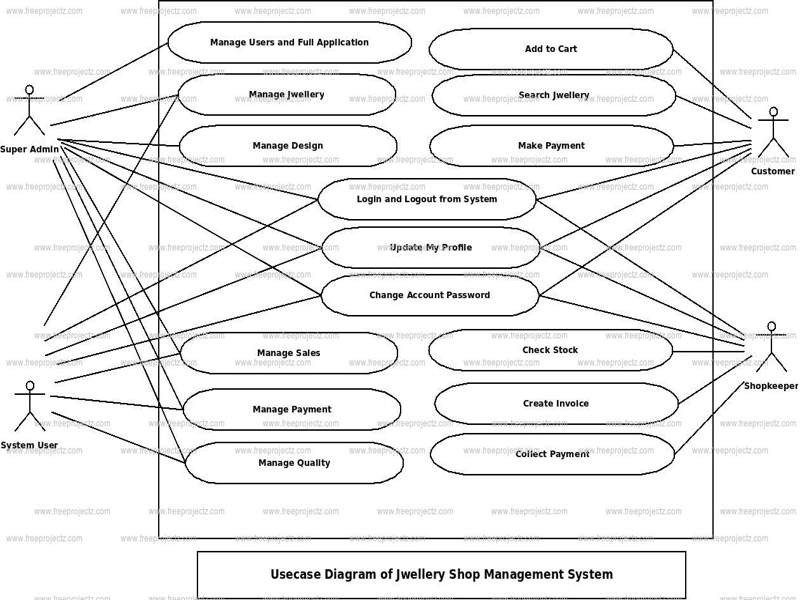 Manage Users and Full Application
Add to Cart
Manage Jwellery
Search Jwellery
Manage Design
Make Payment
Super Admin
Customer
Login and Logout from System
Update My Profile
Change Account Password
Manage Sales
Check Stock
Shopkeeper
Manage Payment
Create Invoice
System User
Manage Quality
Collect Payment
Usecase Diagram of Jwellery Shop Management System
www.freeprojectz.com